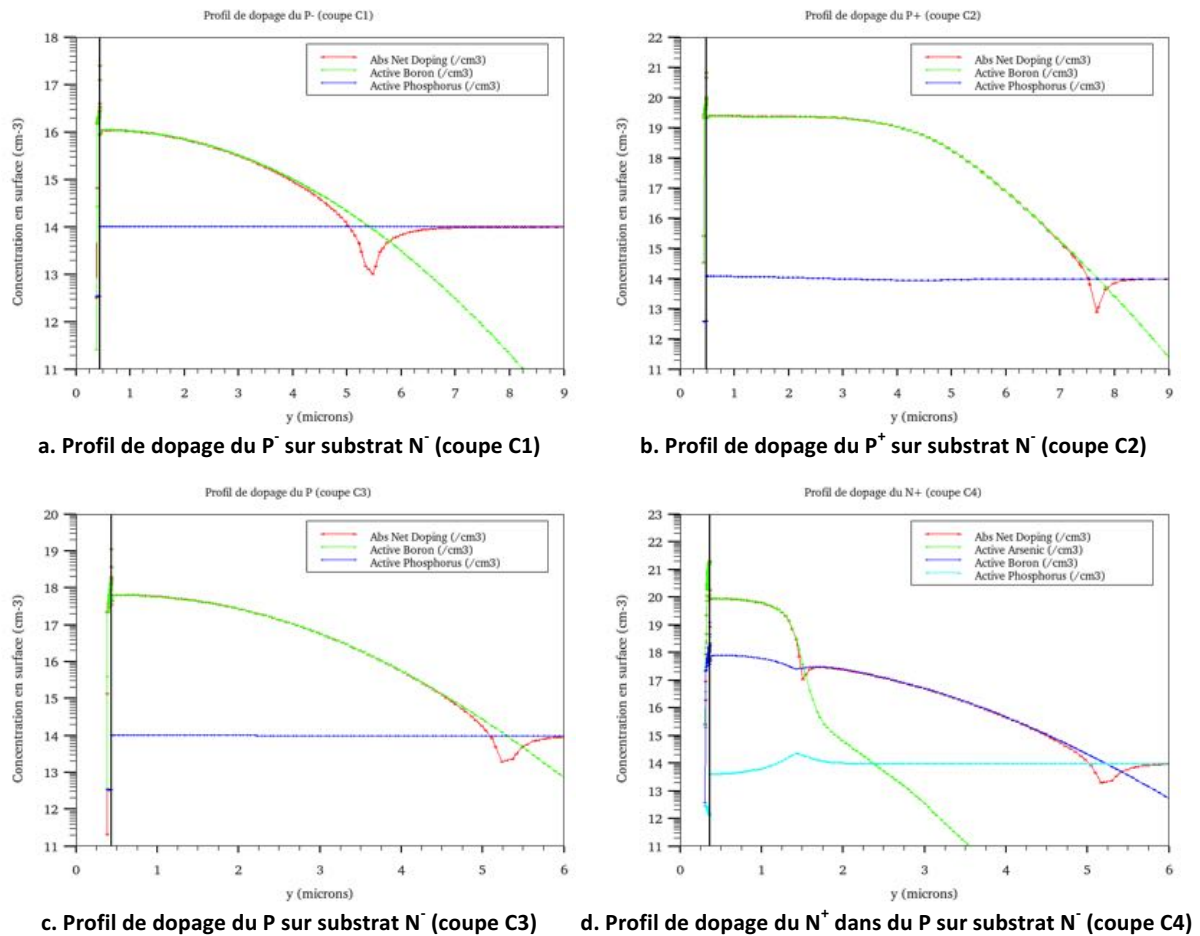 Profil de dopage du P- (coupe C1)
Concentration en surface (cm-3)
18
17
16
15
14
13
12
11
Abs Net Doping (/cm3)
Active Boron (/cm3)
Active Phosphorus (/cm3)
0 1 2 3 4 5 6 7 8 9
y (microns)
a. Profil de dopage du P⁻ sur substrat N⁻ (coupe C1)
Profil de dopage du P+ (coupe C2)
Concentration en surface (cm-3)
22
21
20
19
18
17
16
15
14
13
12
11
Abs Net Doping (/cm3)
Active Boron (/cm3)
Active Phosphorus (/cm3)
0 1 2 3 4 5 6 7 8 9
y (microns)
b. Profil de dopage du P⁺ sur substrat N⁻ (coupe C2)
Profil de dopage du P (coupe C3)
Concentration en surface (cm-3)
20
19
18
17
16
15
14
13
12
11
Abs Net Doping (/cm3)
Active Boron (/cm3)
Active Phosphorus (/cm3)
0 1 2 3 4 5 6
y (microns)
c. Profil de dopage du P sur substrat N⁻ (coupe C3)
Profil de dopage du N+ (coupe C4)
Concentration en surface (cm-3)
23
22
21
20
19
18
17
16
15
14
13
12
11
Abs Net Doping (/cm3)
Active Arsenic (/cm3)
Active Boron (/cm3)
Active Phosphorus (/cm3)
0 1 2 3 4 5 6
y (microns)
d. Profil de dopage du N⁺ dans du P sur substrat N⁻ (coupe C4)